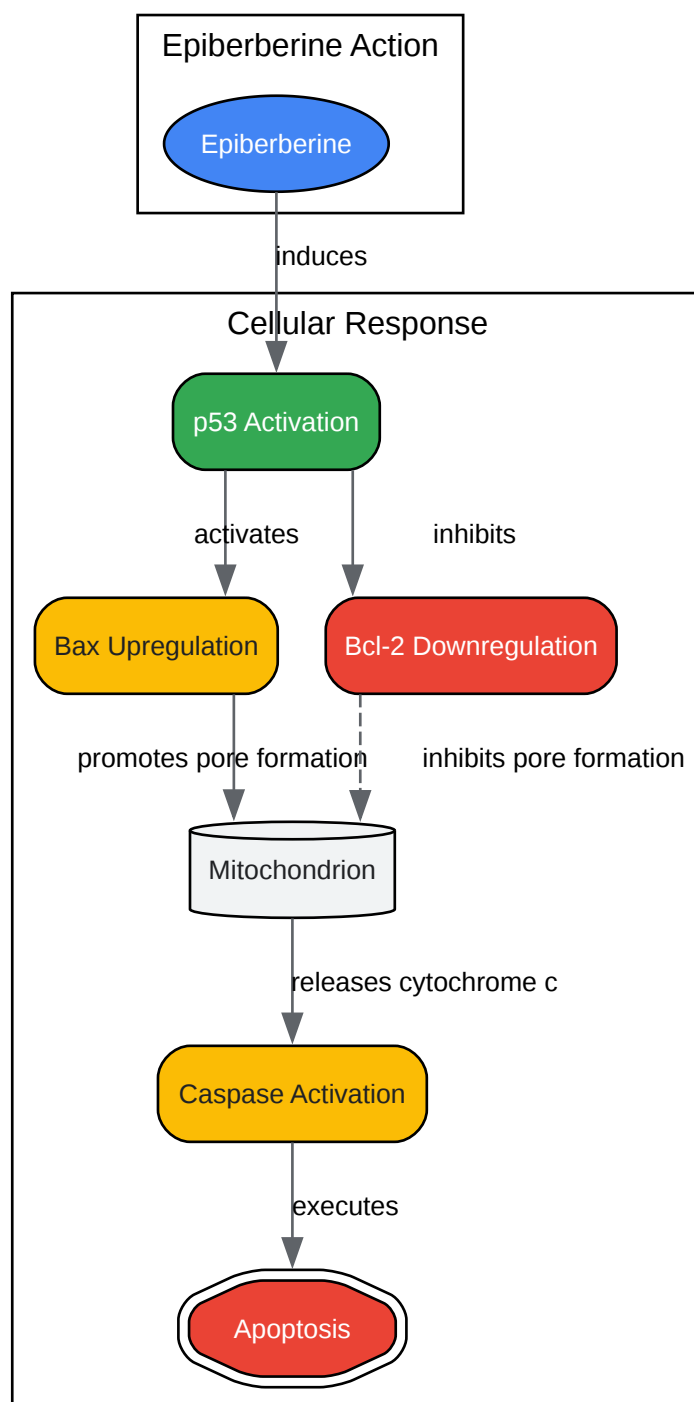 Epiberberine Action
Epiberberine
induces
Cellular Response
p53 Activation
activates
inhibits
Bax Upregulation
Bcl-2 Downregulation
promotes pore formation
inhibits pore formation
Mitochondrion
releases cytochrome c
Caspase Activation
executes
Apoptosis